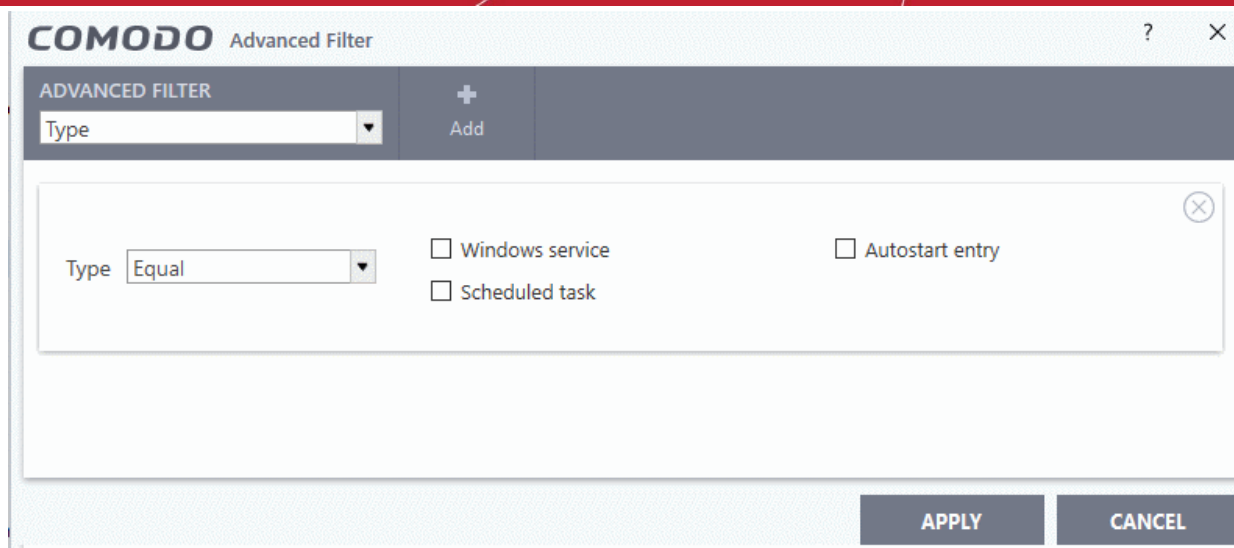 COMODO Advanced Filter ?
ADVANCED FILTER
Type
Add
Type Equal
Windows service
Autostart entry
Scheduled task
APPLY
CANCEL